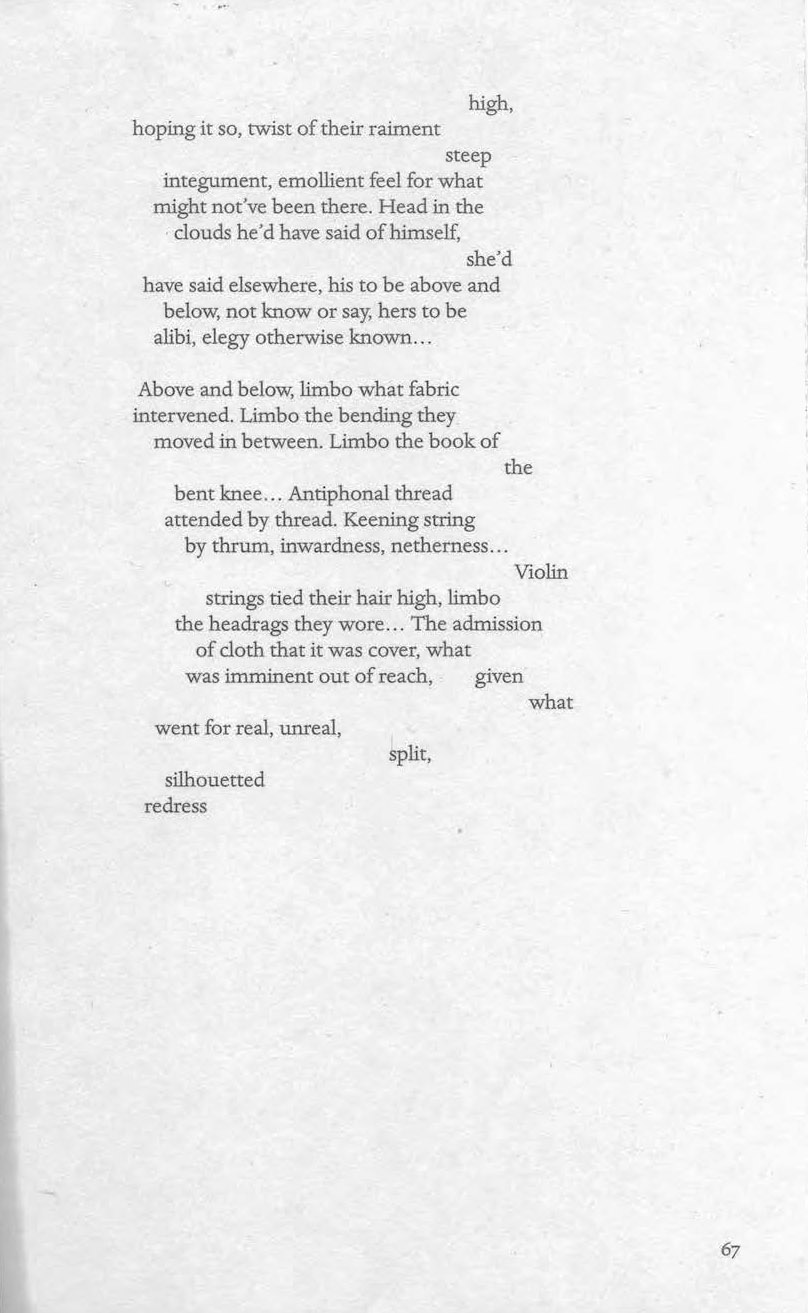 high,
hoping it so, twist of their raiment
steep
integument, emollient feel for what
might not've been there. Head in the
clouds he'd have said of himself,
she'd
have said elsewhere, his to be above and
below, not know or say, hers to be
alibi, elegy otherwise known...

Above and below, limbo what fabric
intervened. Limbo the bending they
moved in between. Limbo the book of
the
bent knee... Antiphonal thread
attended by thread. Keening string
by thrum, inwardness, netherness...
Violin
strings tied their hair high, limbo
the headrags they wore... The admission
of cloth that it was cover, what
was imminent out of reach, given
what
went for real, unreal,
split,
silhouetted
redress
67